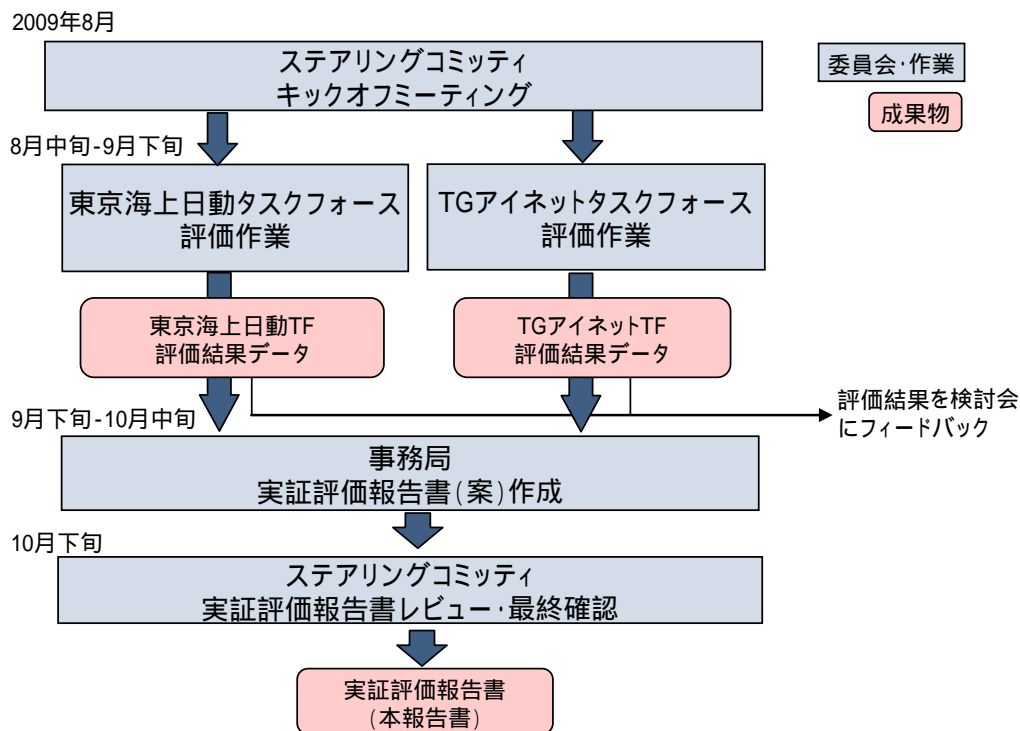 2009年8月
ステアリングコミッティ
キックオフミーティング
委員会・作業
成果物
8月中旬-9月下旬
東京海上日動タスクフォース
評価作業
TGアイネットタスクフォース
評価作業
東京海上日動TF
評価結果データ
TGアイネットTF
評価結果データ
評価結果を検討会
にフィードバック
9月下旬-10月中旬
事務局
実証評価報告書(案)作成
10月下旬
ステアリングコミッティ
実証評価報告書レビュー・最終確認
実証評価報告書
(本報告書)